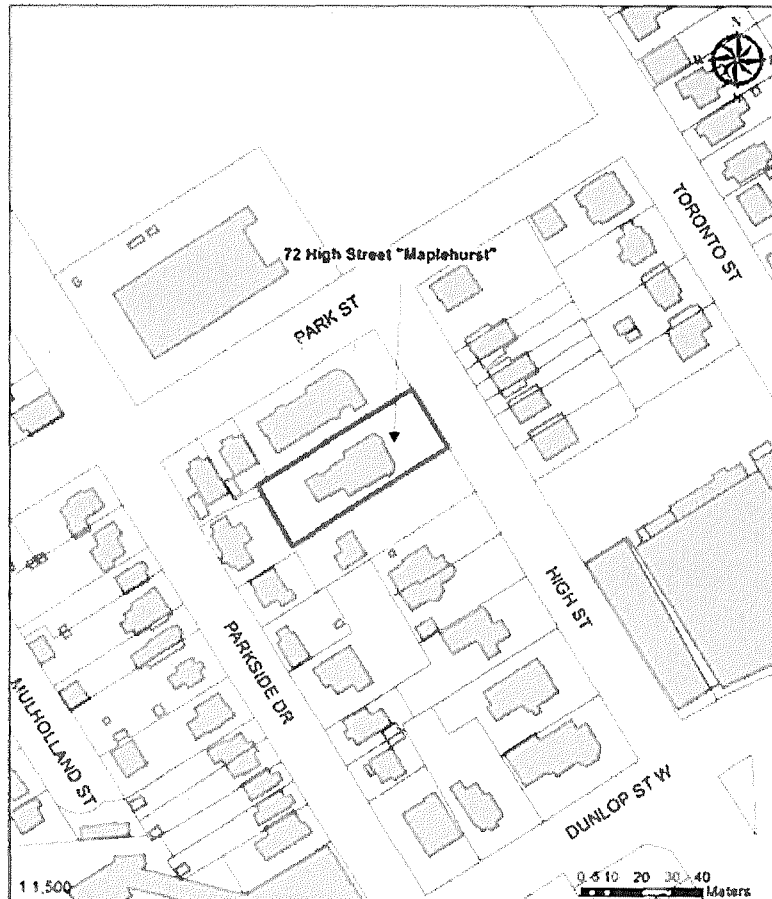 N
TORONTO ST
72 High Street "Maplehurst"
PARK ST
HIGH ST
PARKSIDE DR
MULHOLLAND ST
DUNLOP ST W
1 1,500
0 5 10 20 30 40
Meters